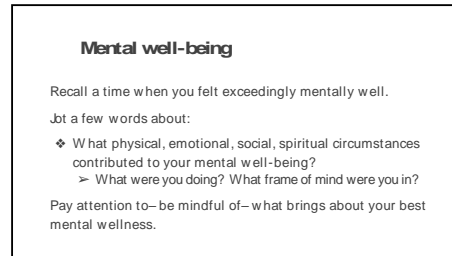 Mental well-being
Recall a time when you felt exceedingly mentally well.
Jot a few words about:
❖ What physical, emotional, social, spiritual circumstances
contributed to your mental well-being?
➢ What were you doing? What frame of mind were you in?
Pay attention to–be mindful of–what brings about your best
mental wellness.